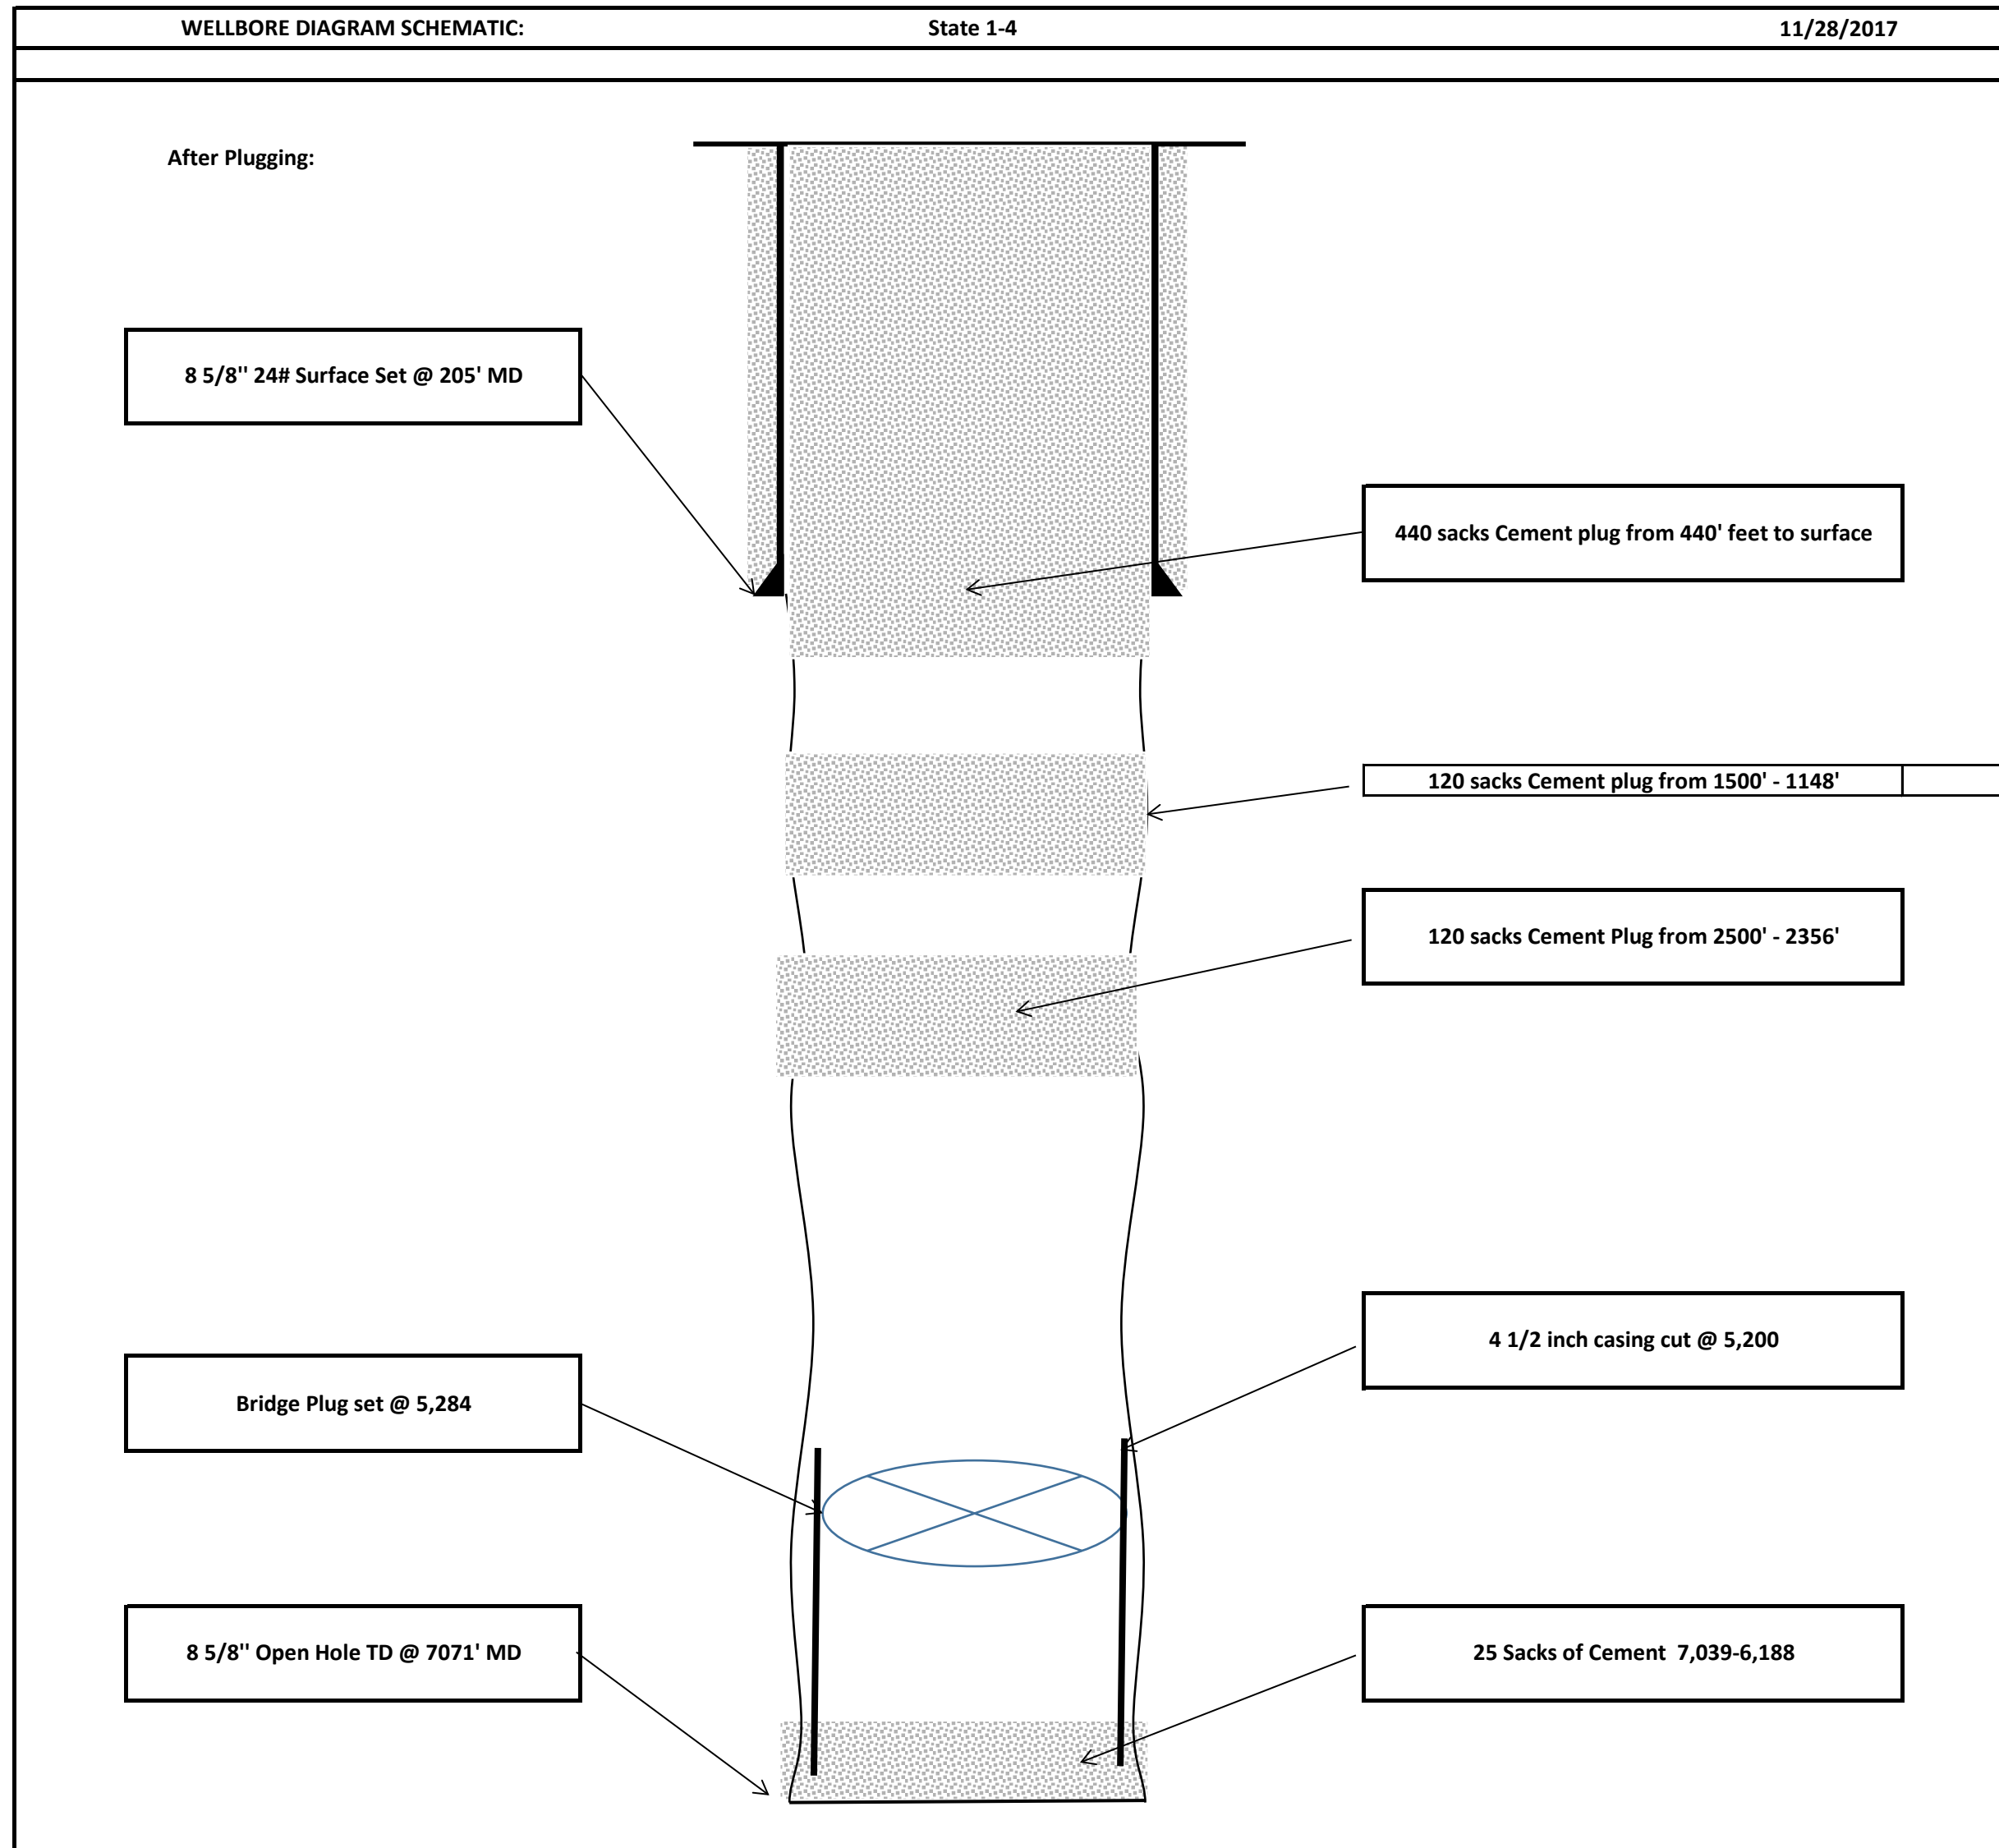 WELLBORE DIAGRAM SCHEMATIC: State 1-4 11/28/2017
After Plugging:
8 5/8'' 24# Surface Set @ 205' MD
440 sacks Cement plug from 440' feet to surface
120 sacks Cement plug from 1500' - 1148'
120 sacks Cement Plug from 2500' - 2356'
4 1/2 inch casing cut @ 5,200
Bridge Plug set @ 5,284
8 5/8'' Open Hole TD @ 7071' MD
25 Sacks of Cement  7,039-6,188